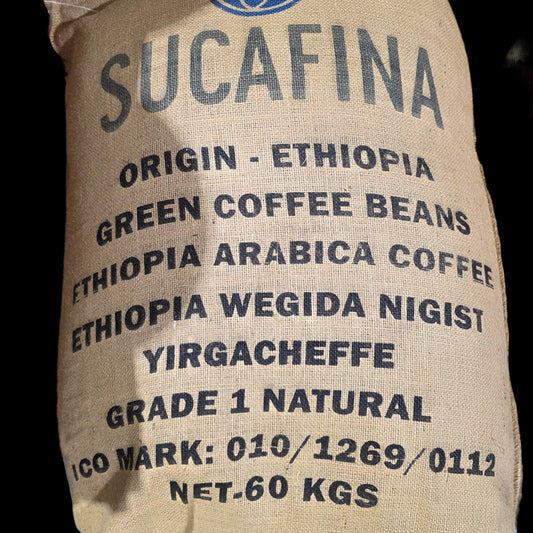 SUCAFINA
ORIGIN - ETHIOPIA
GREEN COFFEE BEANS
ETHIOPIA ARABICA COFFEE
ETHIOPIA WEGIDA NIGIST
YIRGACHEFFE
GRADE 1 NATURAL
ICO MARK: 010/1269/0112
NET-60 KGS